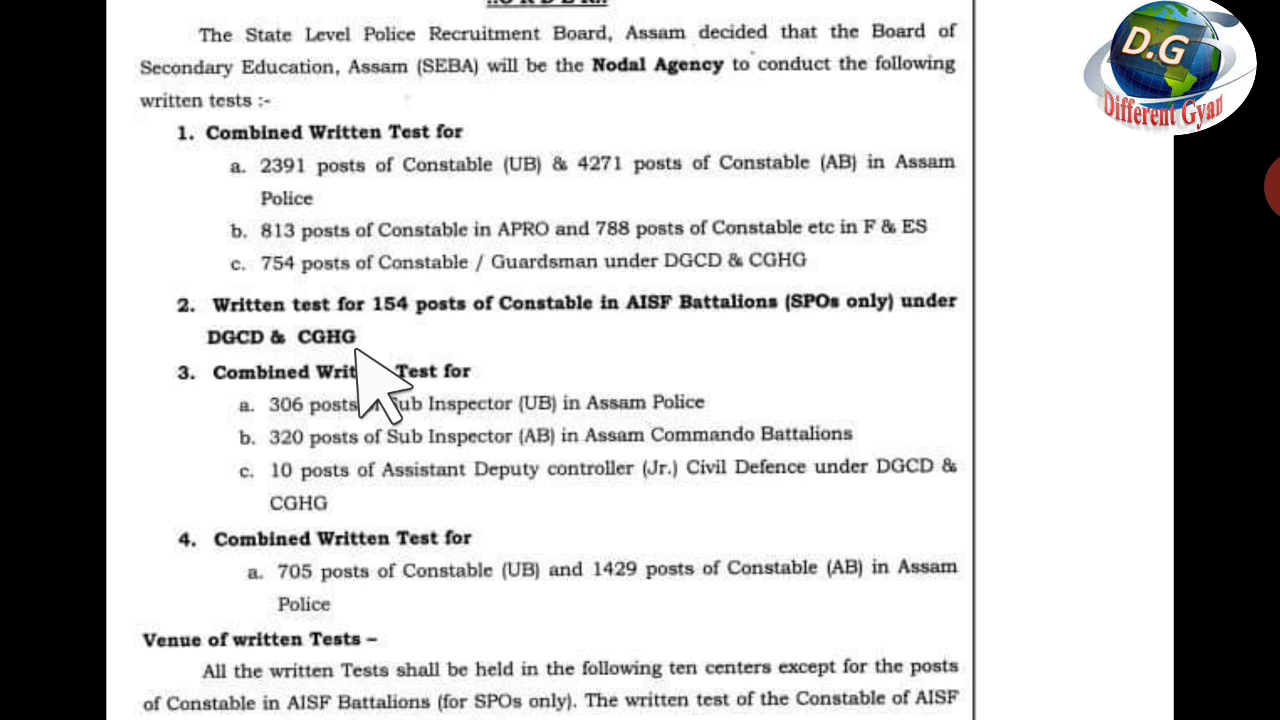 The State Level Police Recruitment Board, Assam decided that the Board of
Secondary Education, Assam (SEBA) will be the Nodal Agency to conduct the following
written tests :-
1. Combined Written Test for
a. 2391 posts of Constable (UB) & 4271 posts of Constable (AB) in Assam
Police
b. 813 posts of Constable in APRO and 788 posts of Constable etc in F & ES
c. 754 posts of Constable / Guardsman under DGCD & CGHG
2. Written test for 154 posts of Constable in AISF Battalions (SPOs only) under
DGCD & CGHG
3. Combined Test for
a. 306 posts Sub Inspector (UB) in Assam Police
b. 320 posts of Sub Inspector (AB) in Assam Commando Battalions
c. 10 posts of Assistant Deputy controller (Jr.) Civil Defence under DGCD &
CGHG
4. Combined Written Test for
a. 705 posts of Constable (UB) and 1429 posts of Constable (AB) in Assam
Police
Venue of written Tests –
All the written Tests shall be held in the following ten centers except for the posts
of Constable in AISF Battalions (for SPOs only). The written test of the Constable of AISF
D.G
Different Gyan